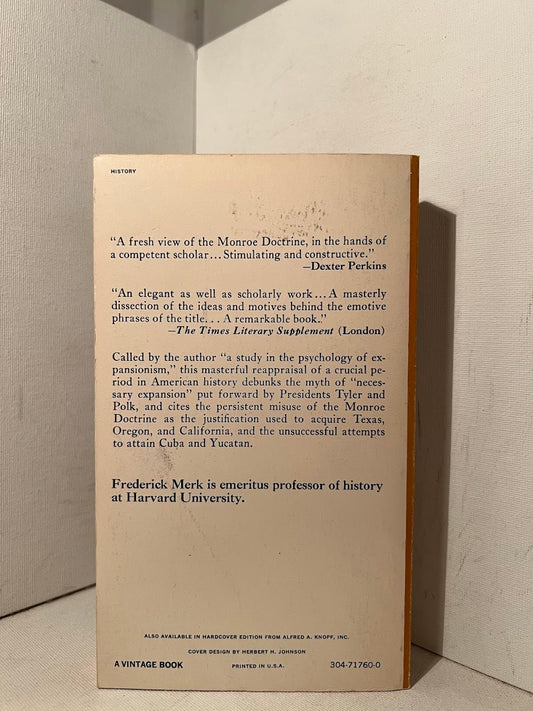 HISTORY
“A fresh view of the Monroe Doctrine, in the hands of
a competent scholar... Stimulating and constructive.”
—Dexter Perkins
“An elegant as well as scholarly work... A masterly
dissection of the ideas and motives behind the emotive
phrases of the title... A remarkable book.”
—The Times Literary Supplement (London)
Called by the author “a study in the psychology of ex-
pansionism,” this masterful reappraisal of a crucial pe-
riod in American history debunks the myth of “neces-
sary expansion” put forward by Presidents Tyler and
Polk, and cites the persistent misuse of the Monroe
Doctrine as the justification used to acquire Texas,
Oregon, and California, and the unsuccessful attempts
to attain Cuba and Yucatan.
Frederick Merk is emeritus professor of history
at Harvard University.
ALSO AVAILABLE IN HARDCOVER EDITION FROM ALFRED A. KNOPF, INC.
COVER DESIGN BY HERBERT H. JOHNSON
A VINTAGE BOOK PRINTED IN U.S.A. 304-71760-0